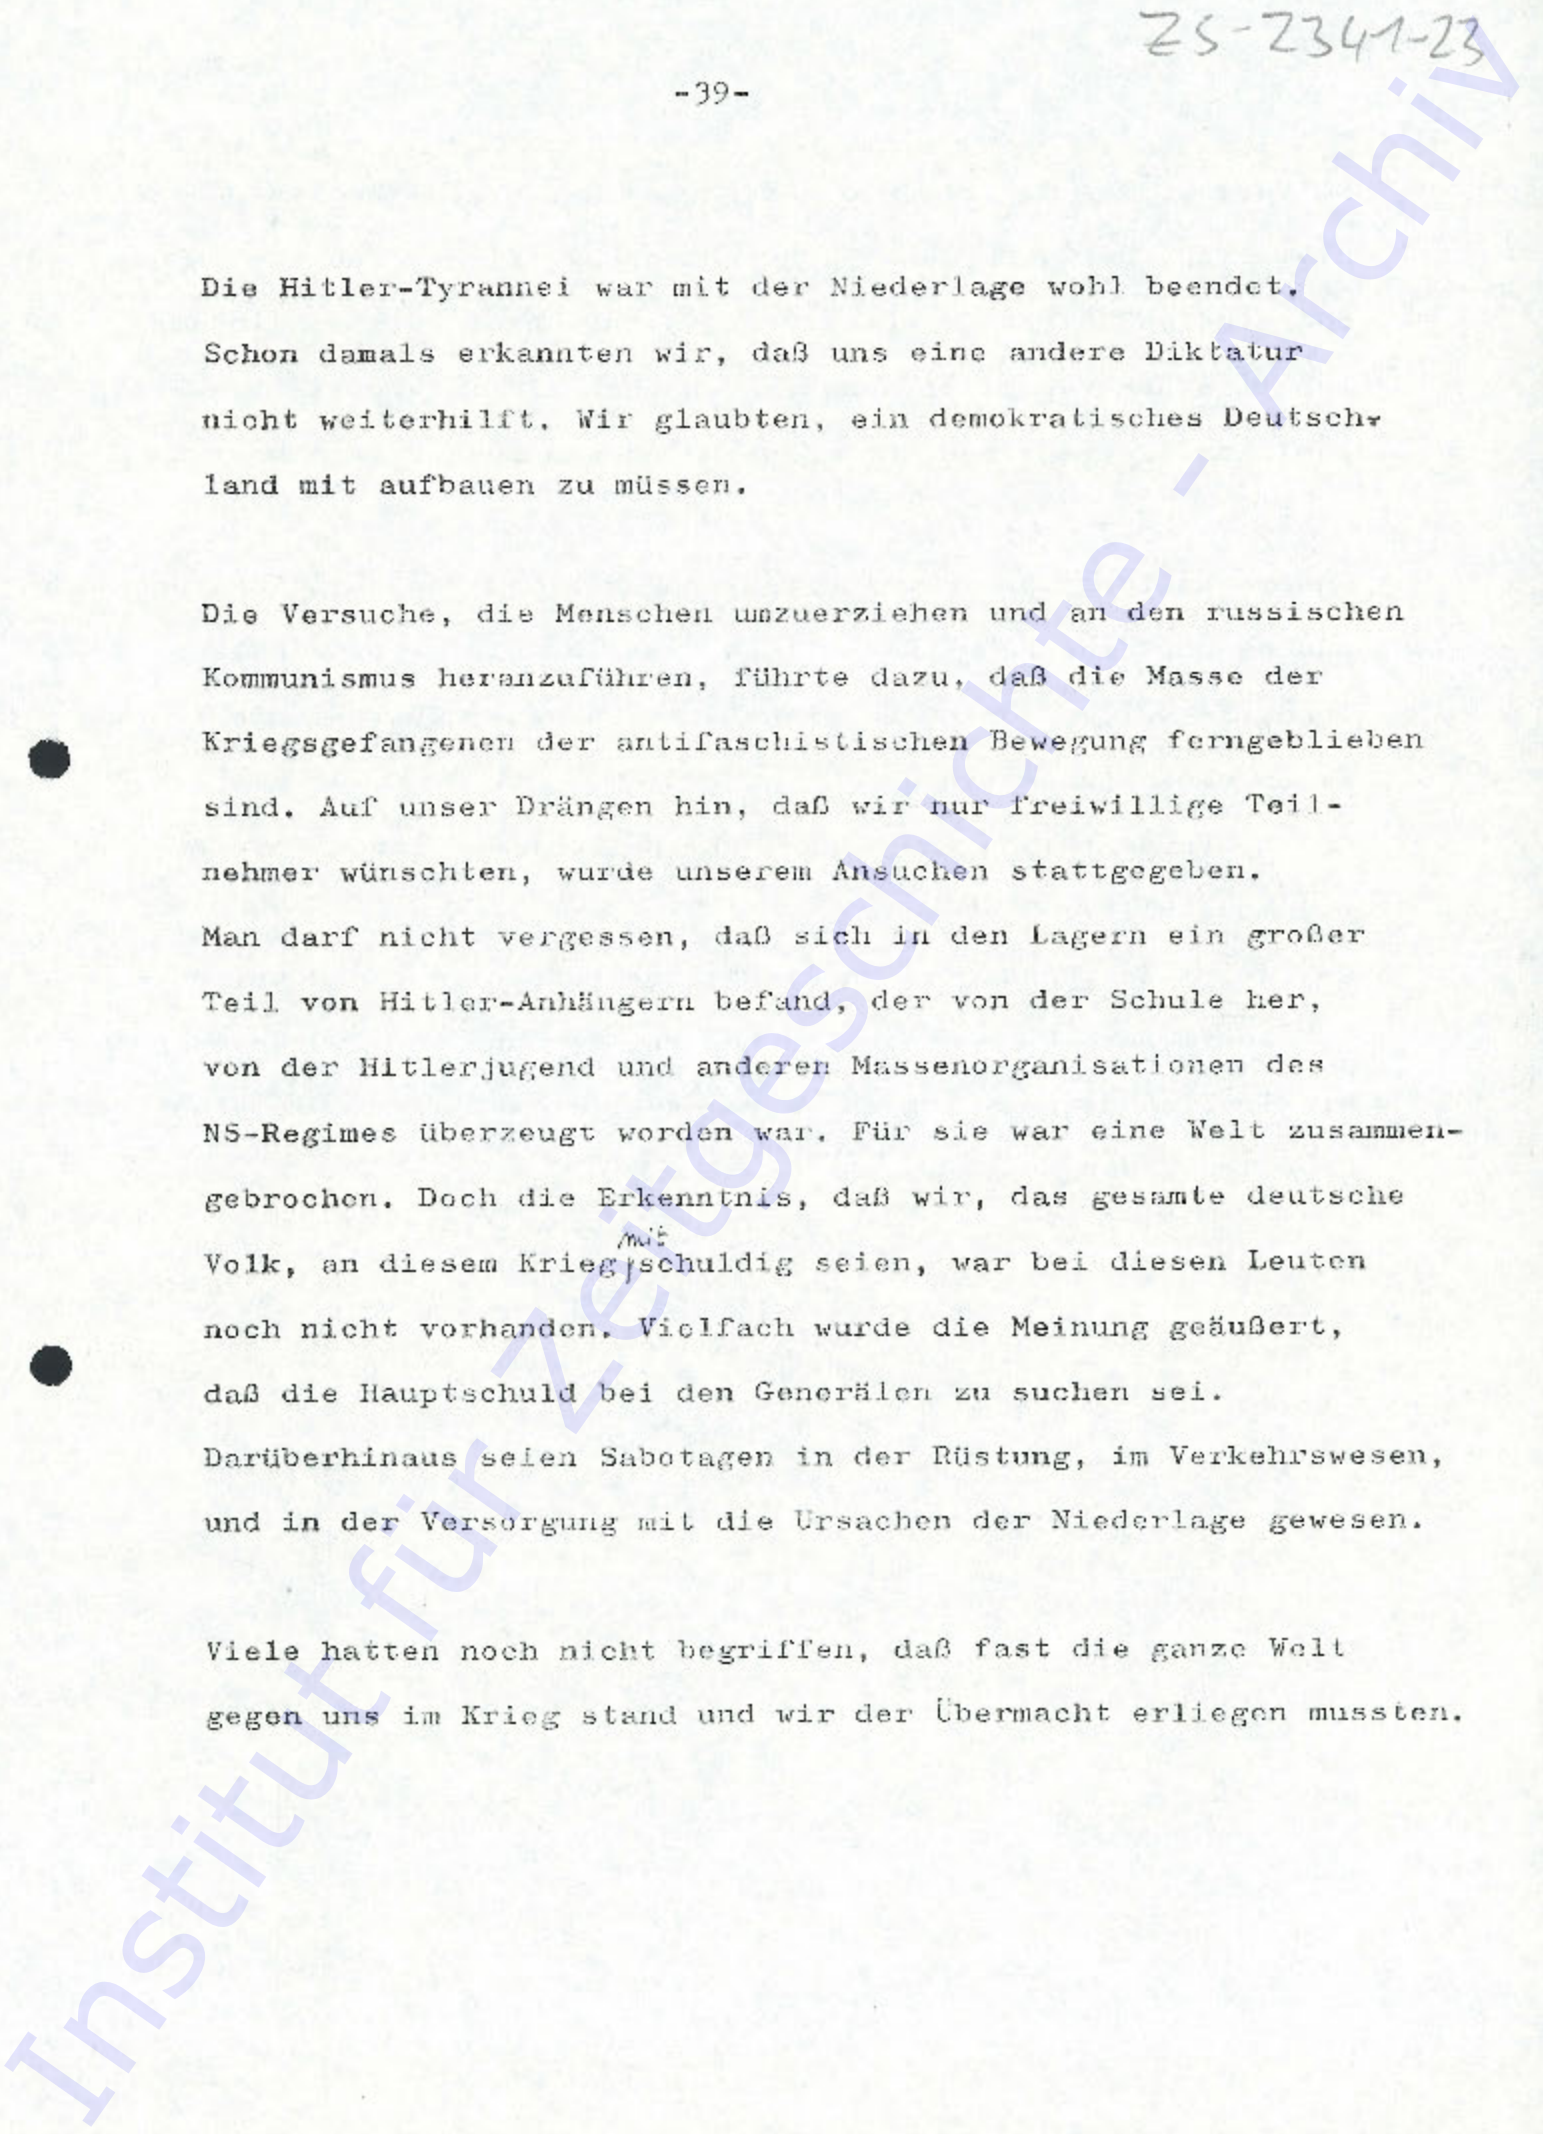 ZS-2341-23
-39-
Die Hitler-Tyrannei war mit der Niederlage wohl beendet.
Schon damals erkannten wir, daß uns eine andere Diktatur
nicht weiterhilft. Wir glaubten, ein demokratisches Deutsch-
land mit aufbauen zu müssen.
Die Versuche, die Menschen umzuerziehen und an den russischen
Kommunismus heranzuführen, führte dazu, daß die Masse der
Kriegsgefangenen der antifaschistischen Bewegung ferngeblieben
sind. Auf unser Drängen hin, daß wir nur freiwillige Teil-
nehmer wünschten, wurde unserem Ansuchen stattgegeben.
Man darf nicht vergessen, daß sich in den Lagern ein großer
Teil von Hitler-Anhängern befand, der von der Schule her,
von der Hitlerjugend und anderen Massenorganisationen des
NS-Regimes überzeugt worden war. Für sie war eine Welt zusammen-
gebrochen. Doch die Erkenntnis, daß wir, das gesamte deutsche
mit
Volk, an diesem Krieg schuldig seien, war bei diesen Leuten
noch nicht vorhanden. Vielfach wurde die Meinung geäußert,
daß die Hauptschuld bei den Generälen zu suchen sei.
Darüberhinaus seien Sabotagen in der Rüstung, im Verkehrswesen,
und in der Versorgung mit die Ursachen der Niederlage gewesen.
Viele hatten noch nicht begriffen, daß fast die ganze Welt
gegen uns im Krieg stand und wir der Übermacht erliegen mussten.
Institut für Zeitgeschichte - Archiv